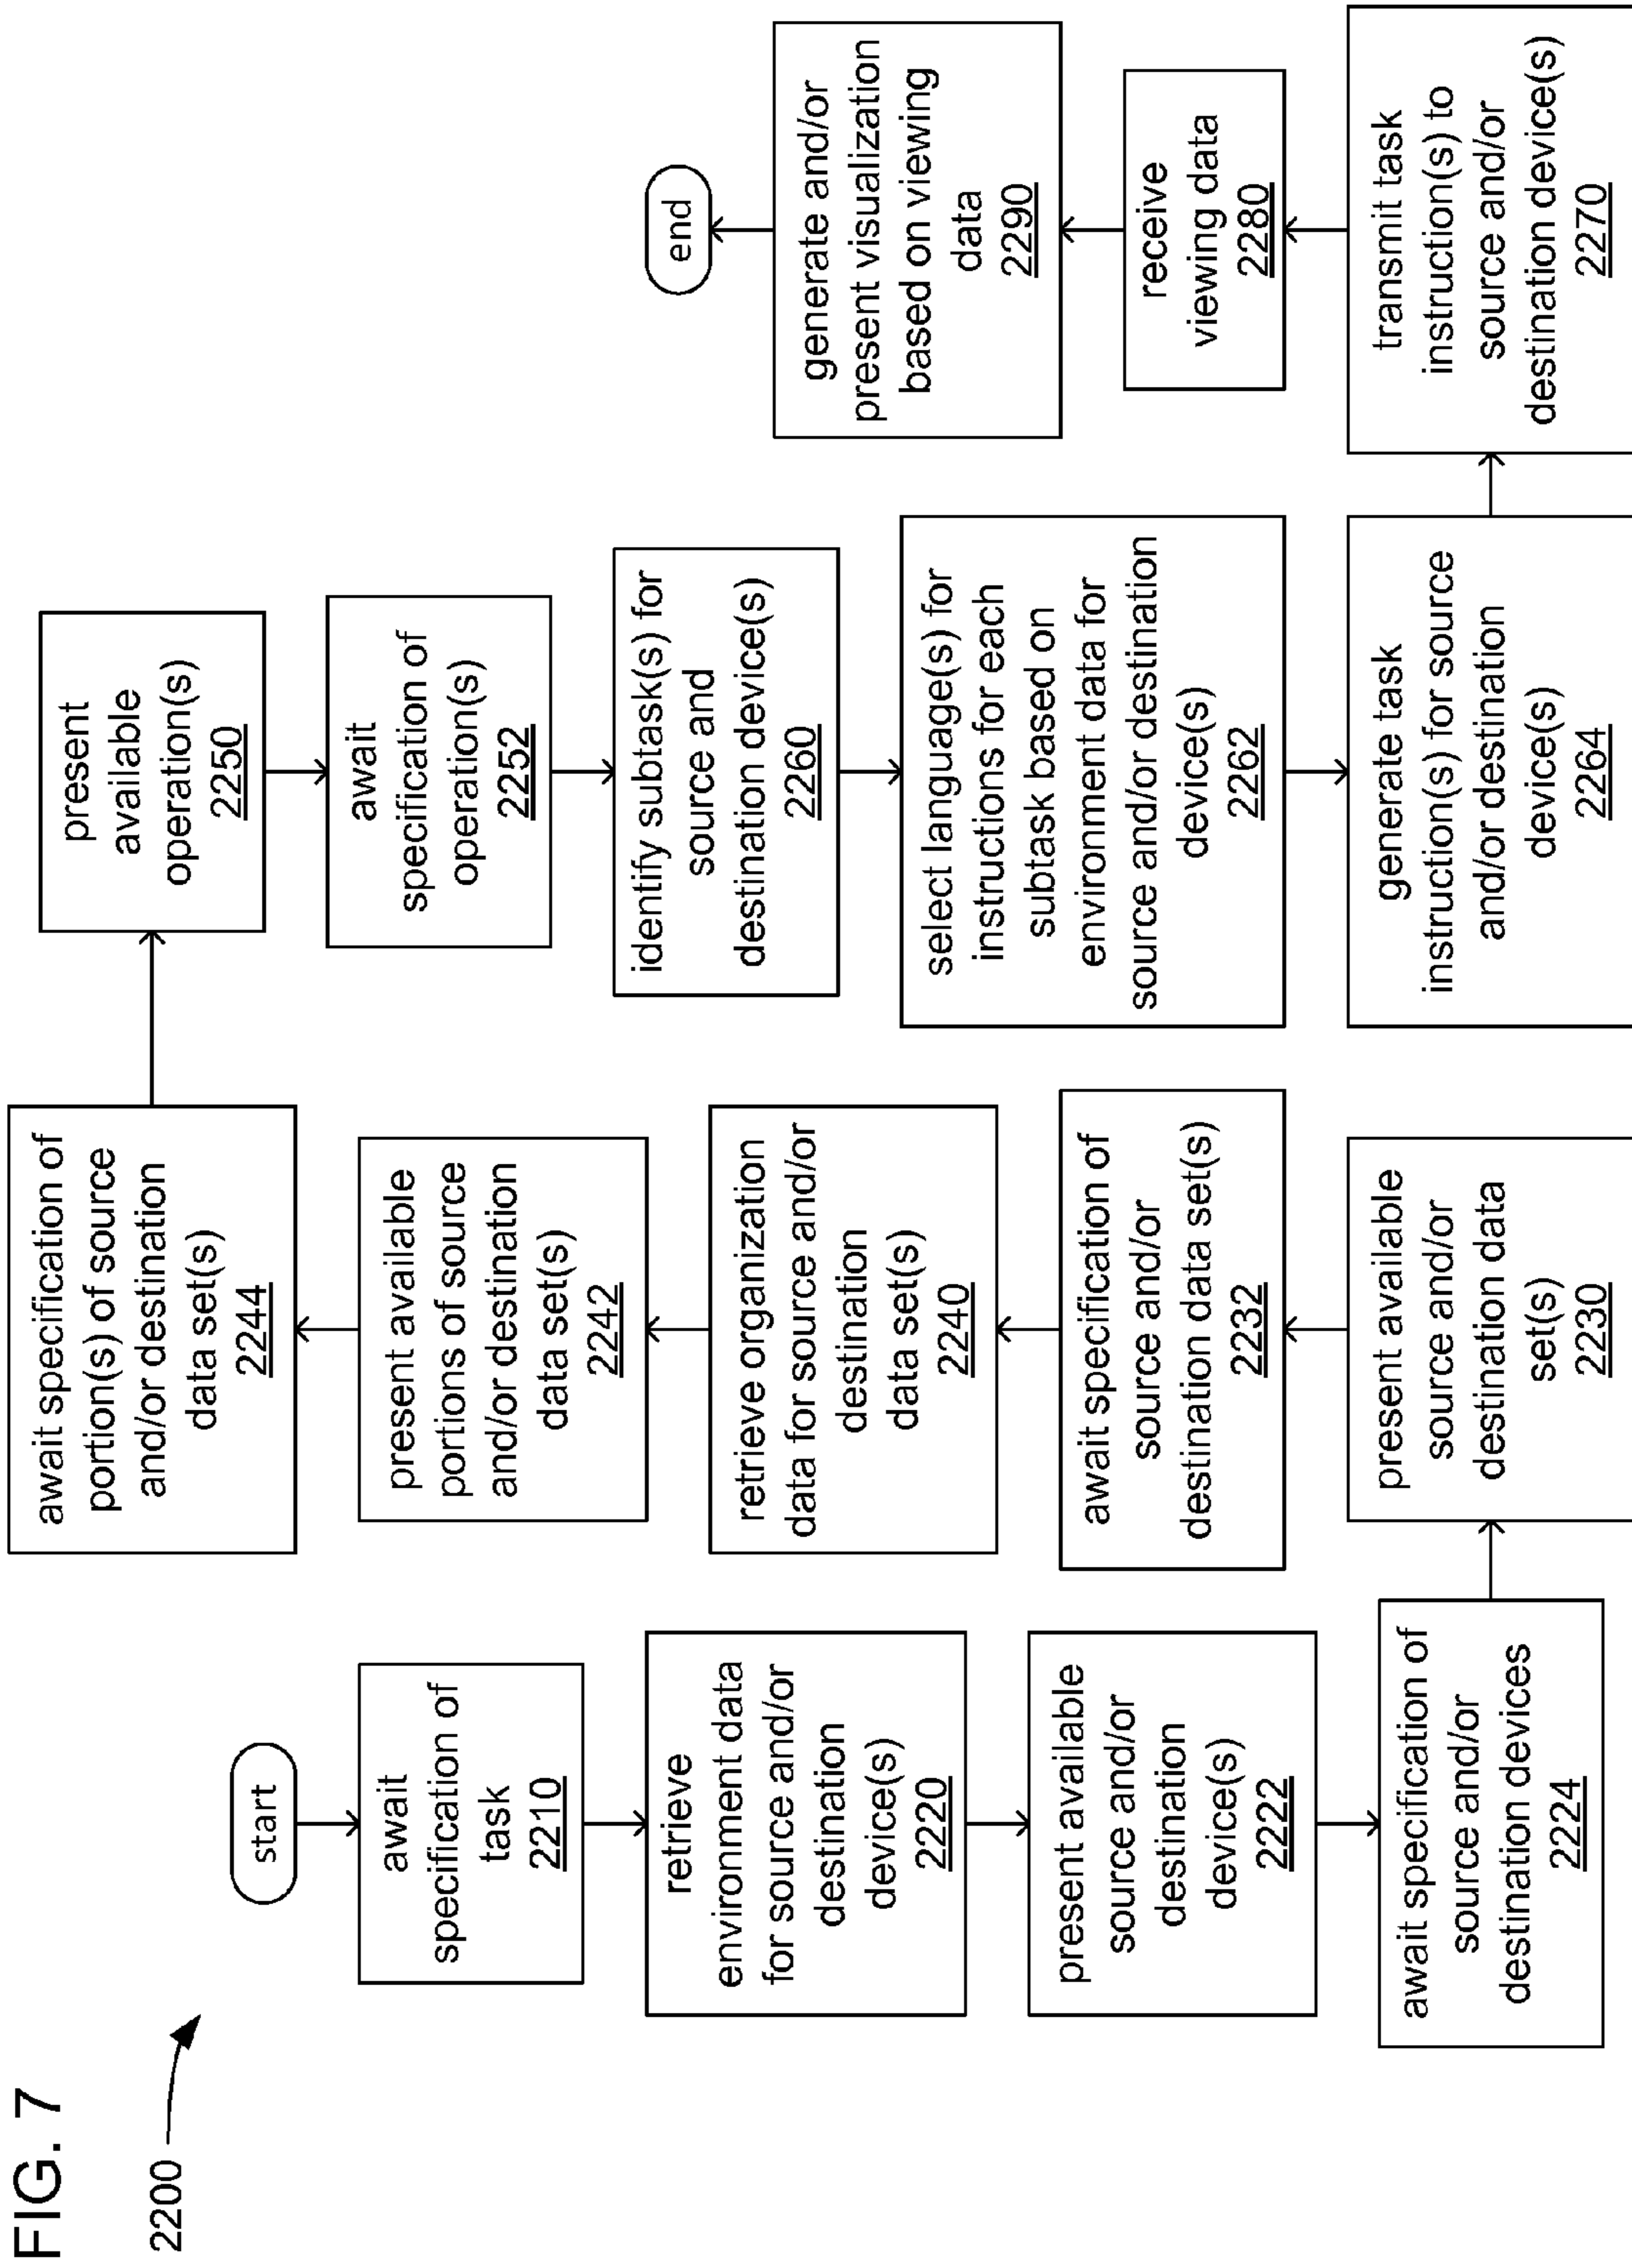 FIG. 7
2200
start
await
specification of
task
2210
retrieve
environment data
for source and/or
destination
device(s)
2220
present available
source and/or
destination
device(s)
2222
await specification of
source and/or
destination devices
2224
present available
source and/or
destination data
set(s)
2230
await specification of
source and/or
destination data set(s)
2232
retrieve organization
data for source and/or
destination
data set(s)
2240
present available
portions of source
and/or destination
data set(s)
2242
await specification of
portion(s) of source
and/or destination
data set(s)
2244
present
available
operation(s)
2250
await
specification of
operation(s)
2252
identify subtask(s) for
source and
destination device(s)
2260
select language(s) for
instructions for each
subtask based on
environment data for
source and/or destination
device(s)
2262
generate task
instruction(s) for source
and/or destination
device(s)
2264
transmit task
instruction(s) to
source and/or
destination device(s)
2270
receive
viewing data
2280
generate and/or
present visualization
based on viewing
data
2290
end